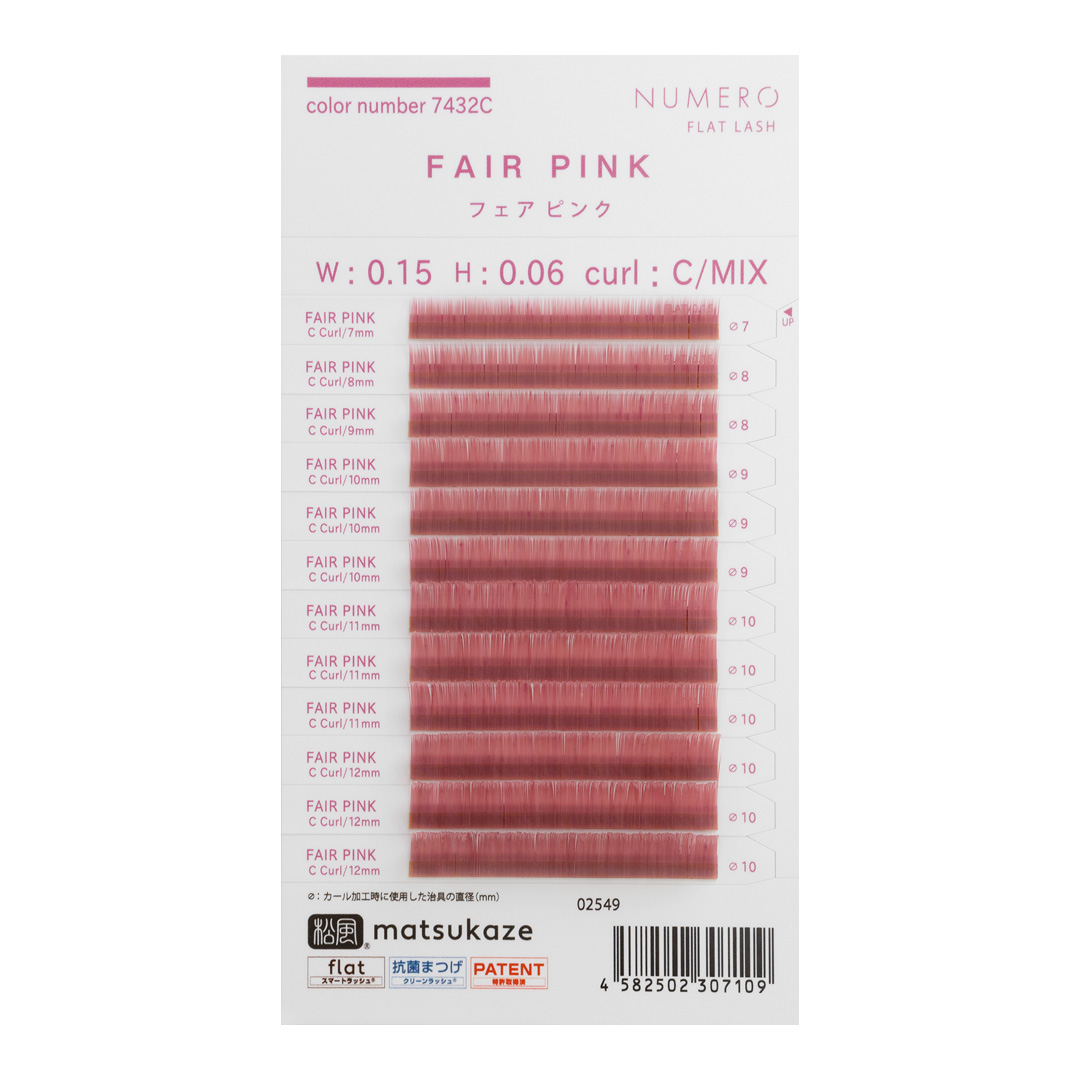 color number 7432C
NUMERO
FLAT LASH
FAIR PINK
フェアピンク
W : 0.15 H : 0.06 curl : C/MIX
FAIR PINK
C Curl/7mm
⌀7
UP
FAIR PINK
C Curl/8mm
⌀8
FAIR PINK
C Curl/9mm
⌀8
FAIR PINK
C Curl/10mm
⌀9
FAIR PINK
C Curl/10mm
⌀9
FAIR PINK
C Curl/10mm
⌀9
FAIR PINK
C Curl/11mm
⌀10
FAIR PINK
C Curl/11mm
⌀10
FAIR PINK
C Curl/11mm
⌀10
FAIR PINK
C Curl/12mm
⌀10
FAIR PINK
C Curl/12mm
⌀10
FAIR PINK
C Curl/12mm
⌀10
⌀：カール加工時に使用した治具の直径(mm)
02549
松風® matsukaze
flat
スマートラッシュ®
抗菌まつげ
クリーンラッシュ®
PATENT
特許取得済
4 582502 307109